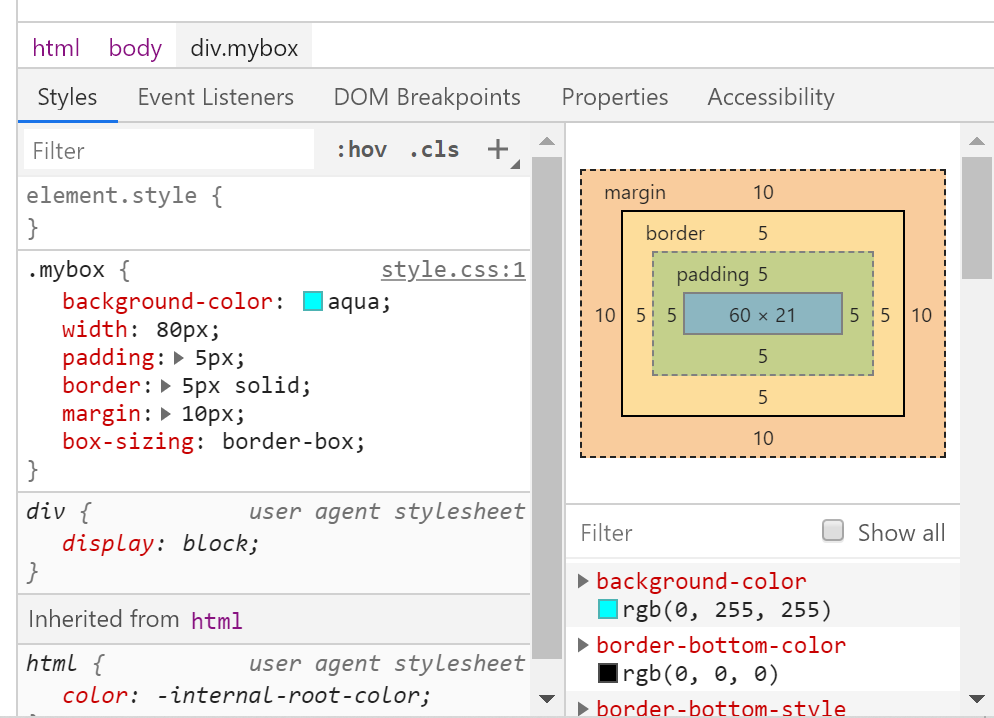 html body div.mybox
Styles Event Listeners DOM Breakpoints Properties Accessibility
Filter :hov .cls +
element.style {
}
.mybox { style.css:1
background-color: aqua;
width: 80px;
padding: 5px;
border: 5px solid;
margin: 10px;
box-sizing: border-box;
}
div { user agent stylesheet
display: block;
}
Inherited from html
html { user agent stylesheet
color: -internal-root-color;
}
margin 10
border 5
padding 5
10 5 5 60 × 21 5 5 10
5
5
10
Filter Show all
background-color
rgb(0, 255, 255)
border-bottom-color
rgb(0, 0, 0)
border-bottom-style